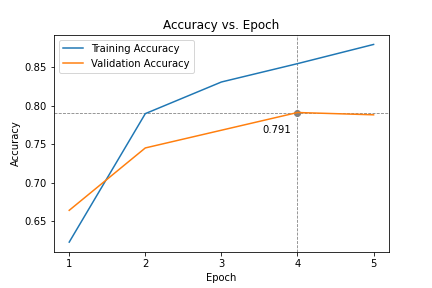 Accuracy vs. Epoch
Training Accuracy
Validation Accuracy
0.85
0.80
0.75
0.70
0.65
Accuracy
0.791
1 2 3 4 5
Epoch